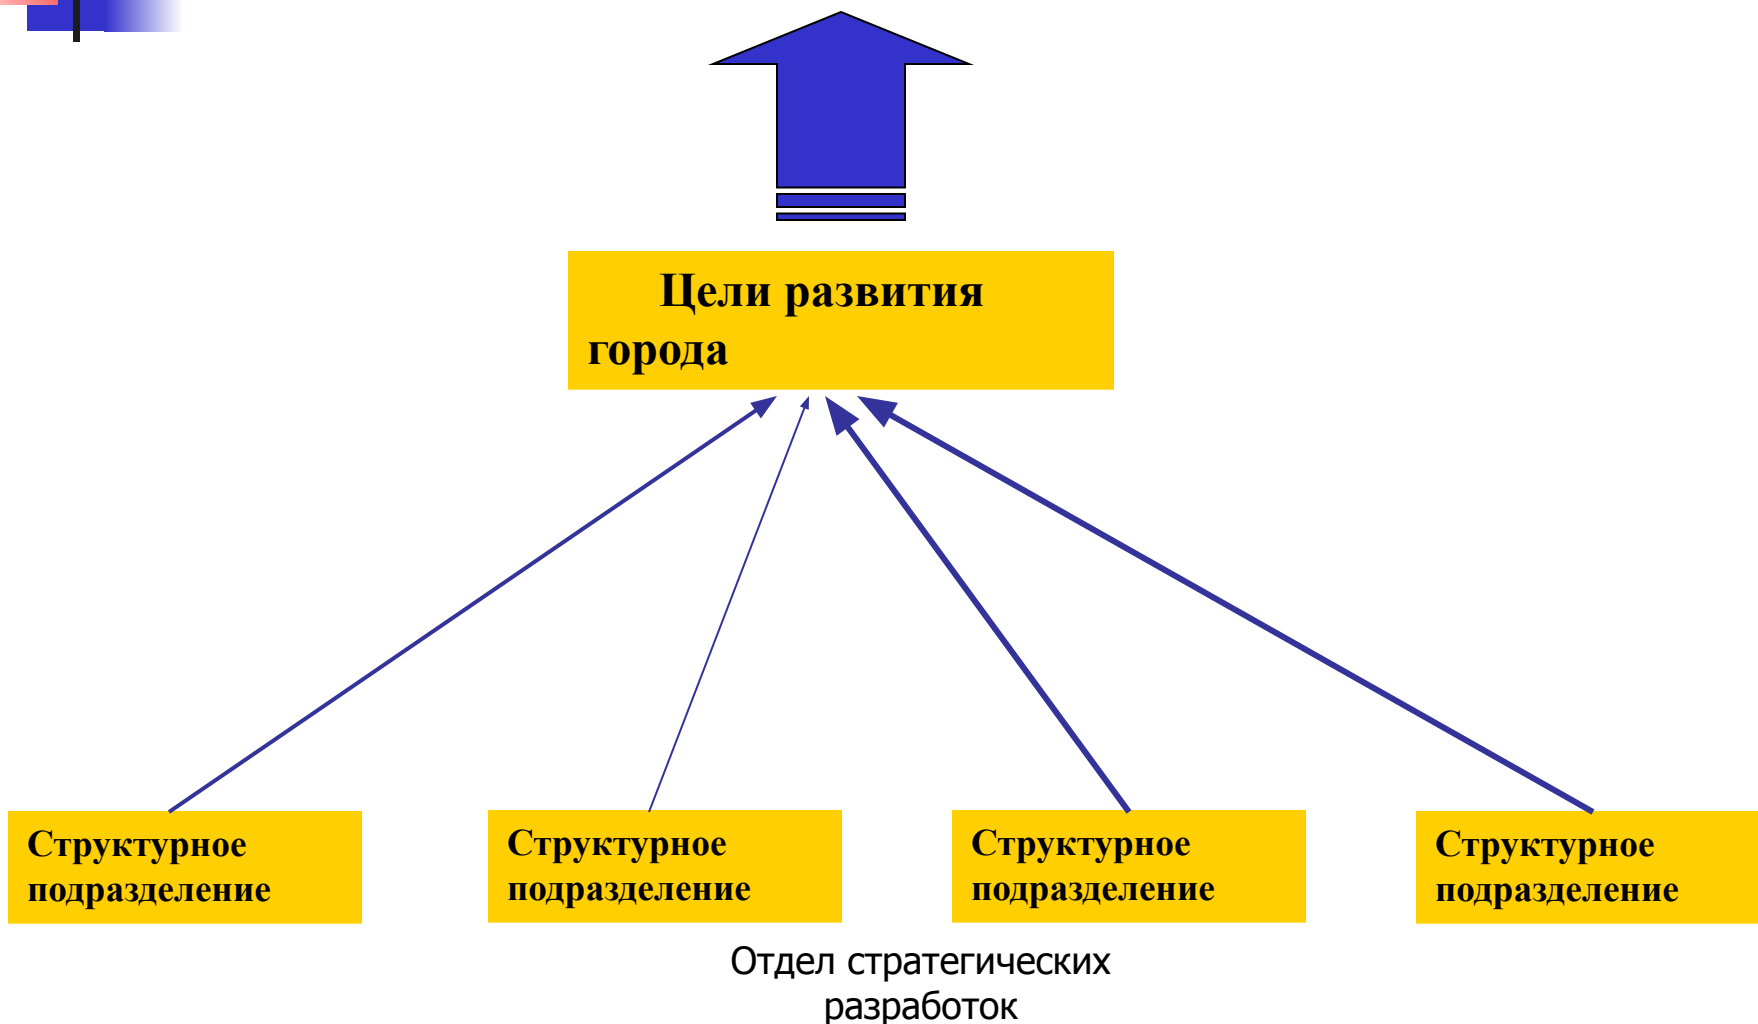 Цели развития
города
Структурное
подразделение
Структурное
подразделение
Структурное
подразделение
Структурное
подразделение
Отдел стратегических
разработок